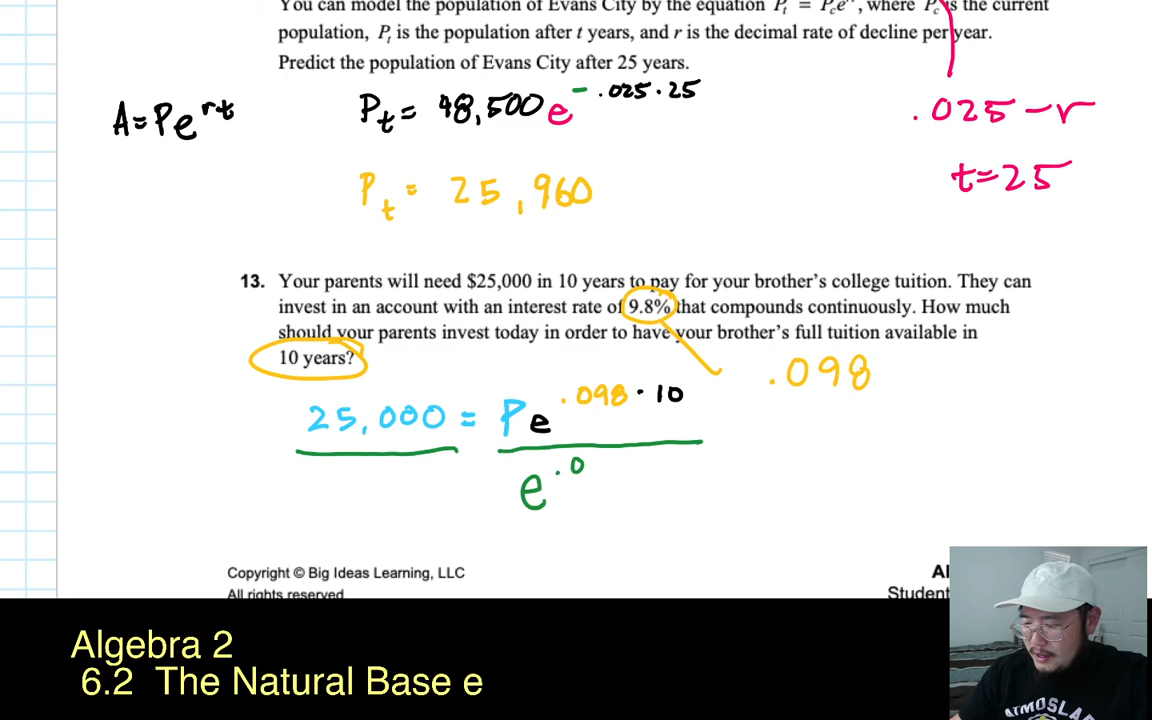 You can model the population of Evans City by the equation Pt = Pce, where Pc is the current
population, Pt is the population after t years, and r is the decimal rate of decline per year.
Predict the population of Evans City after 25 years.
A=Pe^rt
Pt = 48,500e^-.025·25
.025-r
t=25
Pt = 25,960
13. Your parents will need $25,000 in 10 years to pay for your brother's college tuition. They can
invest in an account with an interest rate of 9.8% that compounds continuously. How much
should your parents invest today in order to have your brother's full tuition available in
10 years?
.098
25,000 = Pe^.098·10
e^.0
Copyright © Big Ideas Learning, LLC
All rights reserved.
Al
Student
Algebra 2
6.2 The Natural Base e